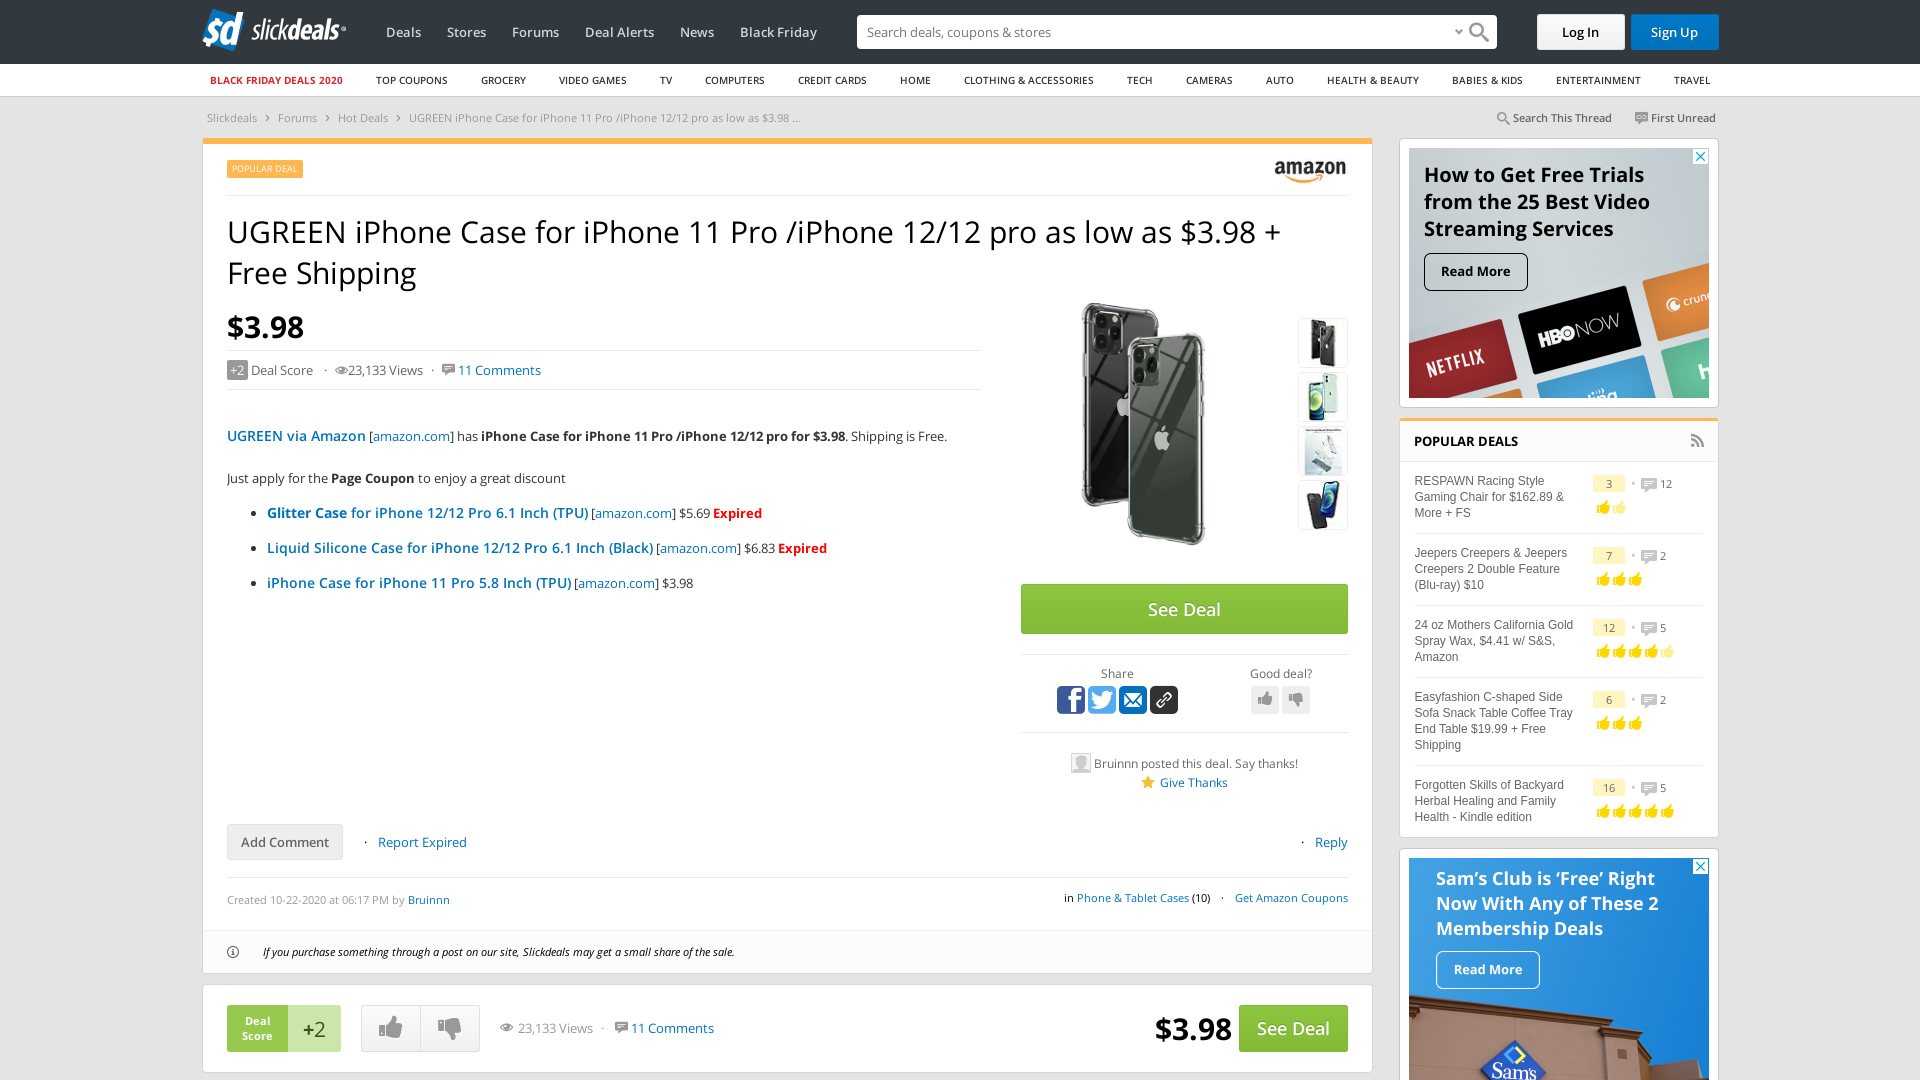 slickdeals
Deals Stores Forums Deal Alerts News Black Friday
Search deals, coupons & shopping
Log In Sign Up
BLACK FRIDAY DEALS 2020 TOP COUPONS GROCERY VIDEO GAMES TV COMPUTERS CREDIT CARDS HOME CLOTHING & ACCESSORIES TECH CAMERAS AUTO HEALTH & BEAUTY BABIES & KIDS ENTERTAINMENT TRAVEL
Slickdeals > Forums > Hot Deals > UGREEN iPhone Case for iPhone 11 Pro /iPhone 12/12 pro as low as $3.98 ...
Search This Thread First Unread
POPULAR DEAL
amazon
UGREEN iPhone Case for iPhone 11 Pro /iPhone 12/12 pro as low as $3.98 +
Free Shipping
$3.98
+2 Deal Score · 23,133 Views · 11 Comments
UGREEN via Amazon [amazon.com] has iPhone Case for iPhone 11 Pro /iPhone 12/12 pro for $3.98. Shipping is Free.
Just apply for the Page Coupon to enjoy a great discount
• Glitter Case for iPhone 12/12 Pro 6.1 Inch (TPU) [amazon.com] $5.69 Expired
• Liquid Silicone Case for iPhone 12/12 Pro 6.1 Inch (Black) [amazon.com] $6.83 Expired
• iPhone Case for iPhone 11 Pro 5.8 Inch (TPU) [amazon.com] $3.98
See Deal
Share
Good deal?
Bruinnn posted this deal. Say thanks!
Give Thanks
Add Comment · Report Expired
· Reply
Created 10-22-2020 at 06:17 PM by Bruinnn
in Phone & Tablet Cases (10) · Get Amazon Coupons
If you purchase something through a post on our site, Slickdeals may get a small share of the sale.
Deal
Score
+2
23,133 Views · 11 Comments
$3.98
See Deal
How to Get Free Trials
from the 25 Best Video
Streaming Services
Read More
NETFLIX
HBO NOW
crun
ling
h
POPULAR DEALS
RESPAWN Racing Style
Gaming Chair for $162.89 &
More + FS
3 · 12
Jeepers Creepers & Jeepers
Creepers 2 Double Feature
(Blu-ray) $10
7 · 2
24 oz Mothers California Gold
Spray Wax, $4.41 w/ S&S,
Amazon
12 · 5
Easyfashion C-shaped Side
Sofa Snack Table Coffee Tray
End Table $19.99 + Free
Shipping
6 · 2
Forgotten Skills of Backyard
Herbal Healing and Family
Health - Kindle edition
16 · 5
Sam's Club is ‘Free’ Right
Now With Any of These 2
Membership Deals
Read More
Sam's